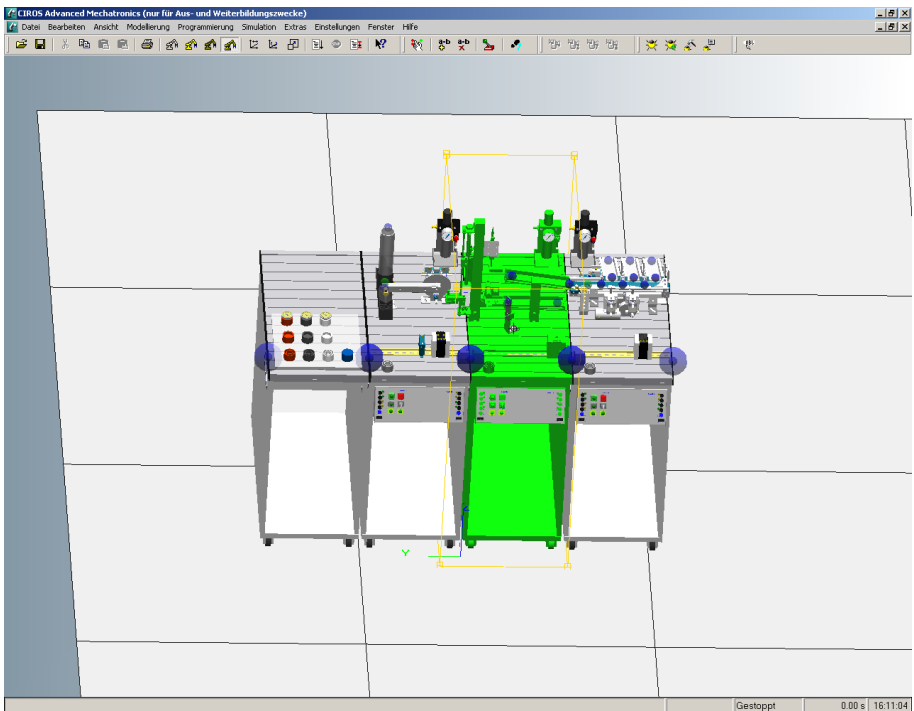 CIROS Advanced Mechatronics (nur für Aus- und Weiterbildungszwecke)
Datei Bearbeiten Ansicht Modellierung Programmierung Simulation Extras Einstellungen Fenster Hilfe
a-b a-b
Y
Gestoppt 0.00 s 16:11:04